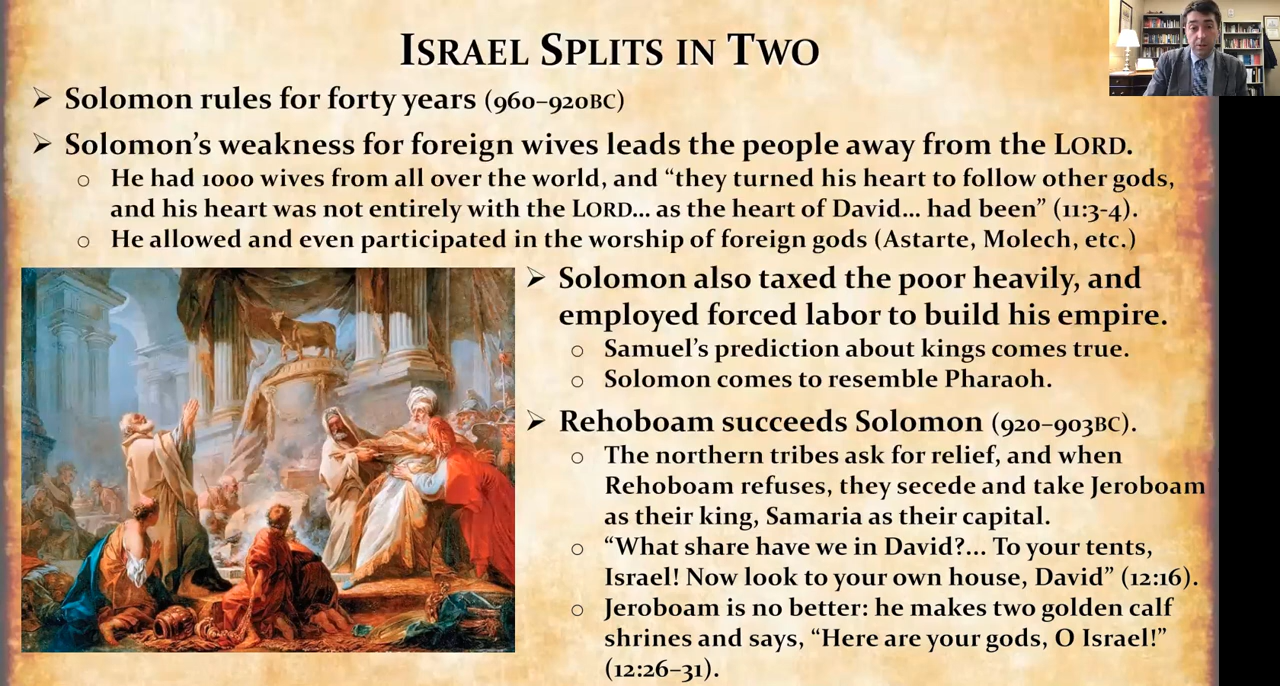 ISRAEL SPLITS IN TWO
➢ Solomon rules for forty years (960–920BC)
➢ Solomon’s weakness for foreign wives leads the people away from the LORD.
○ He had 1000 wives from all over the world, and “they turned his heart to follow other gods,
and his heart was not entirely with the LORD… as the heart of David… had been” (11:3-4).
○ He allowed and even participated in the worship of foreign gods (Astarte, Molech, etc.)
➢ Solomon also taxed the poor heavily, and
employed forced labor to build his empire.
○ Samuel’s prediction about kings comes true.
○ Solomon comes to resemble Pharaoh.
➢ Rehoboam succeeds Solomon (920–903BC).
○ The northern tribes ask for relief, and when
Rehoboam refuses, they secede and take Jeroboam
as their king, Samaria as their capital.
○ “What share have we in David?... To your tents,
Israel! Now look to your own house, David” (12:16).
○ Jeroboam is no better: he makes two golden calf
shrines and says, “Here are your gods, O Israel!”
(12:26–31).